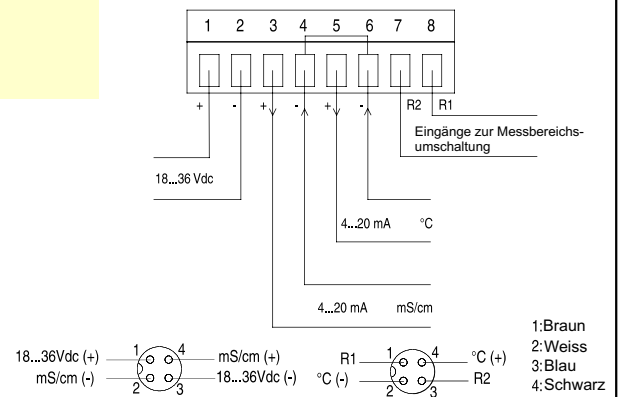 1 2 3 4 5 6 7 8
+ - + - + - R2 R1
Eingänge zur Messbereichs-
umschaltung
18...36 Vdc
4...20 mA °C
4...20 mA mS/cm
1:Braun
2:Weiss
3:Blau
4:Schwarz
18...36Vdc (+) 1 4 mS/cm (+)
mS/cm (-) 2 3 18...36Vdc (-)
R1 1 4 °C (+)
°C (-) 2 3 R2